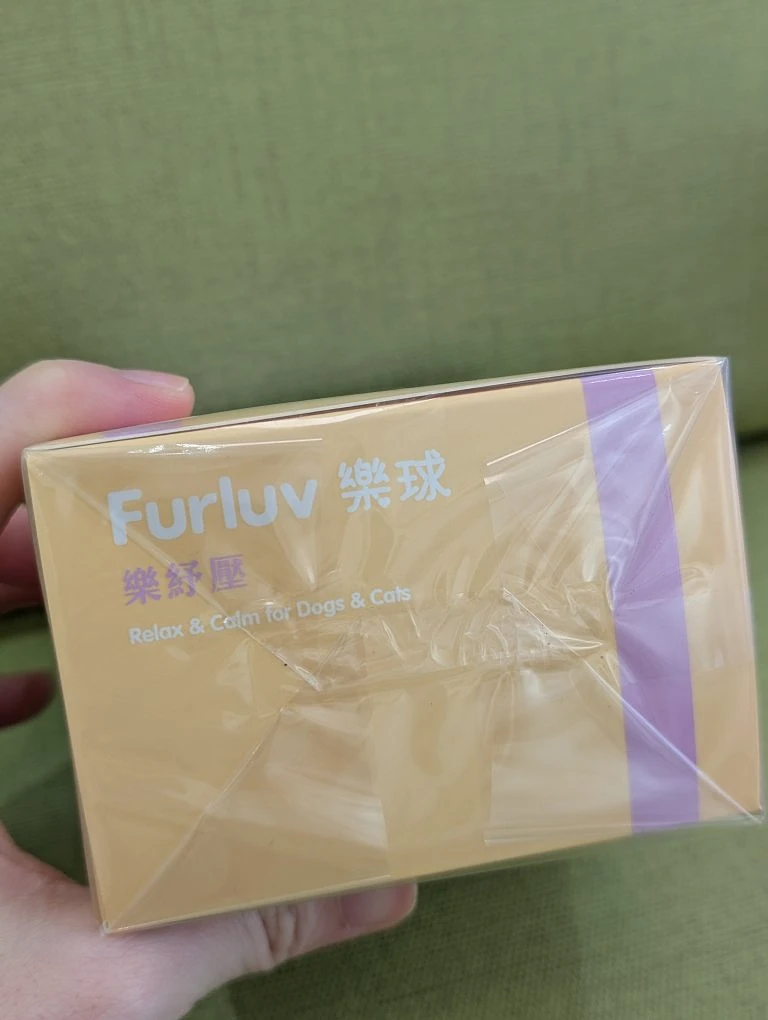 Furluv 樂球
樂紓壓
Relax & Calm for Dogs & Cats